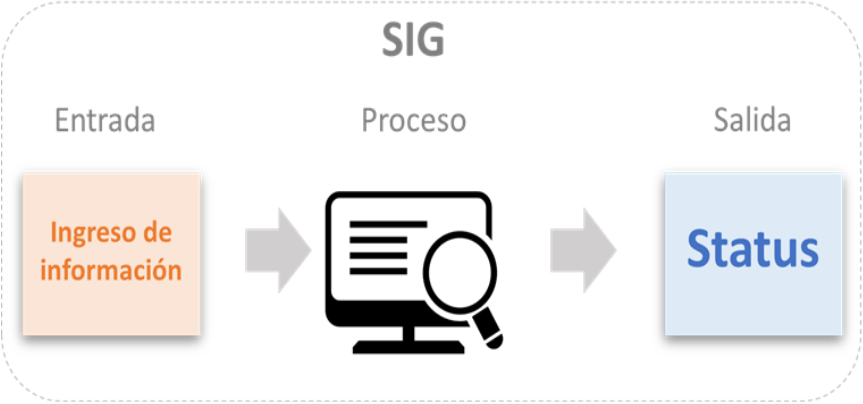 SIG
Entrada
Proceso
Salida
Ingreso de
información
Status